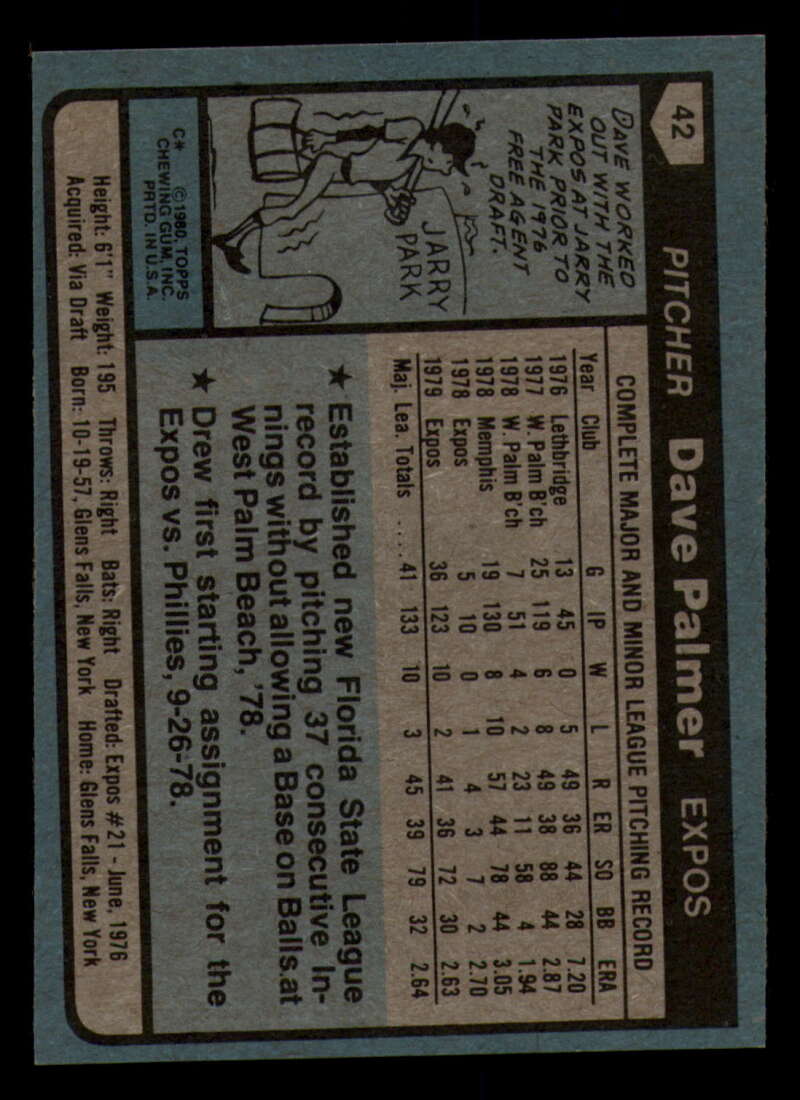 42
PITCHER Dave Palmer EXPOS
DAVE WORKED
OUT WITH THE
EXPOS AT JARRY
PARK PRIOR TO
THE 1976
FREE AGENT
DRAFT.
JARRY
PARK
C* ©1980, TOPPS
CHEWING GUM, INC.
PRTD. IN U.S.A.
COMPLETE MAJOR AND MINOR LEAGUE PITCHING RECORD
Year Club G IP W L R ER SO BB ERA
1976 Lethbridge 13 45 0 5 49 36 44 28 7.20
1977 W. Palm B'ch 25 119 6 8 49 38 88 44 2.87
1978 W. Palm B'ch 7 51 4 2 23 11 58 4 1.94
1978 Memphis 19 130 8 10 57 44 78 44 3.05
1978 Expos 5 10 0 1 4 3 7 2 2.70
1979 Expos 36 123 10 2 41 36 72 30 2.63
Maj. Lea. Totals .... 41 133 10 3 45 39 79 32 2.64
★ Established new Florida State League
record by pitching 37 consecutive In-
nings without allowing a Base on Balls.at
West Palm Beach, '78.
★ Drew first starting assignment for the
Expos vs. Phillies, 9-26-78.
Height: 6'1" Weight: 195 Throws: Right Bats: Right Drafted: Expos #21 - June, 1976
Acquired: Via Draft Born: 10-19-57, Glens Falls, New York Home: Glens Falls, New York